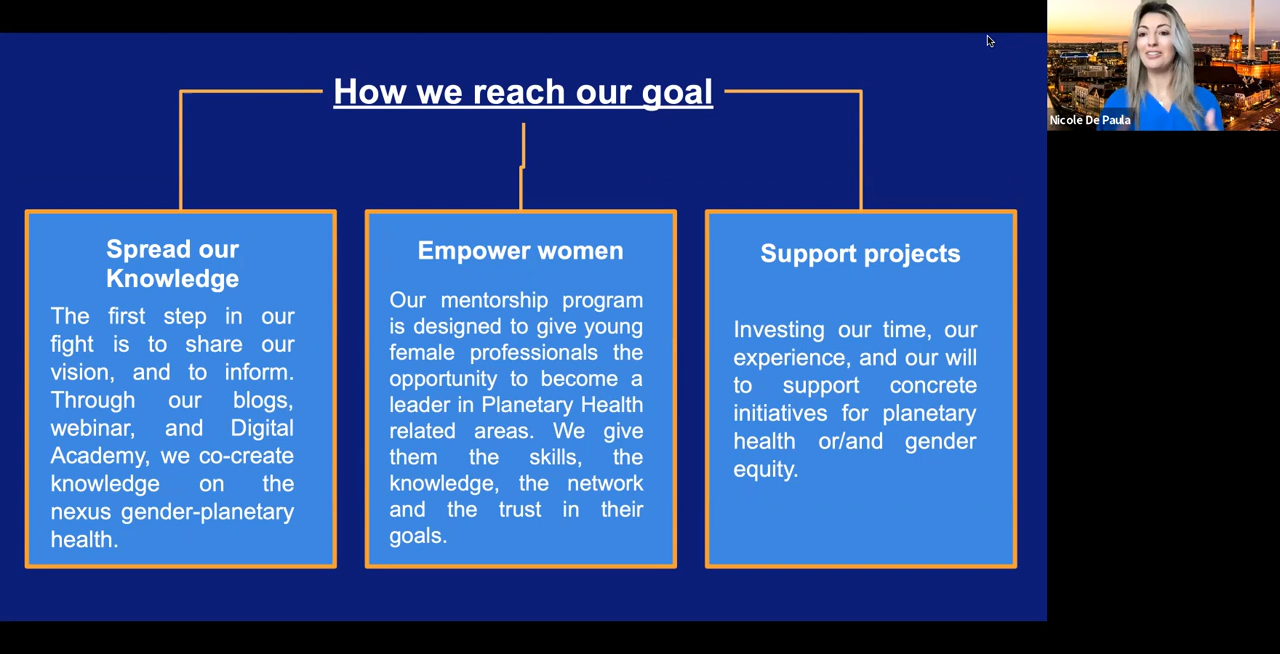 How we reach our goal
Nicole De Paula
Spread our
Knowledge
The first step in our
fight is to share our
vision, and to inform.
Through our blogs,
webinar, and Digital
Academy, we co-create
knowledge on the
nexus gender-planetary
health.
Empower women
Our mentorship program
is designed to give young
female professionals the
opportunity to become a
leader in Planetary Health
related areas. We give
them the skills, the
knowledge, the network
and the trust in their
goals.
Support projects
Investing our time, our
experience, and our will
to support concrete
initiatives for planetary
health or/and gender
equity.